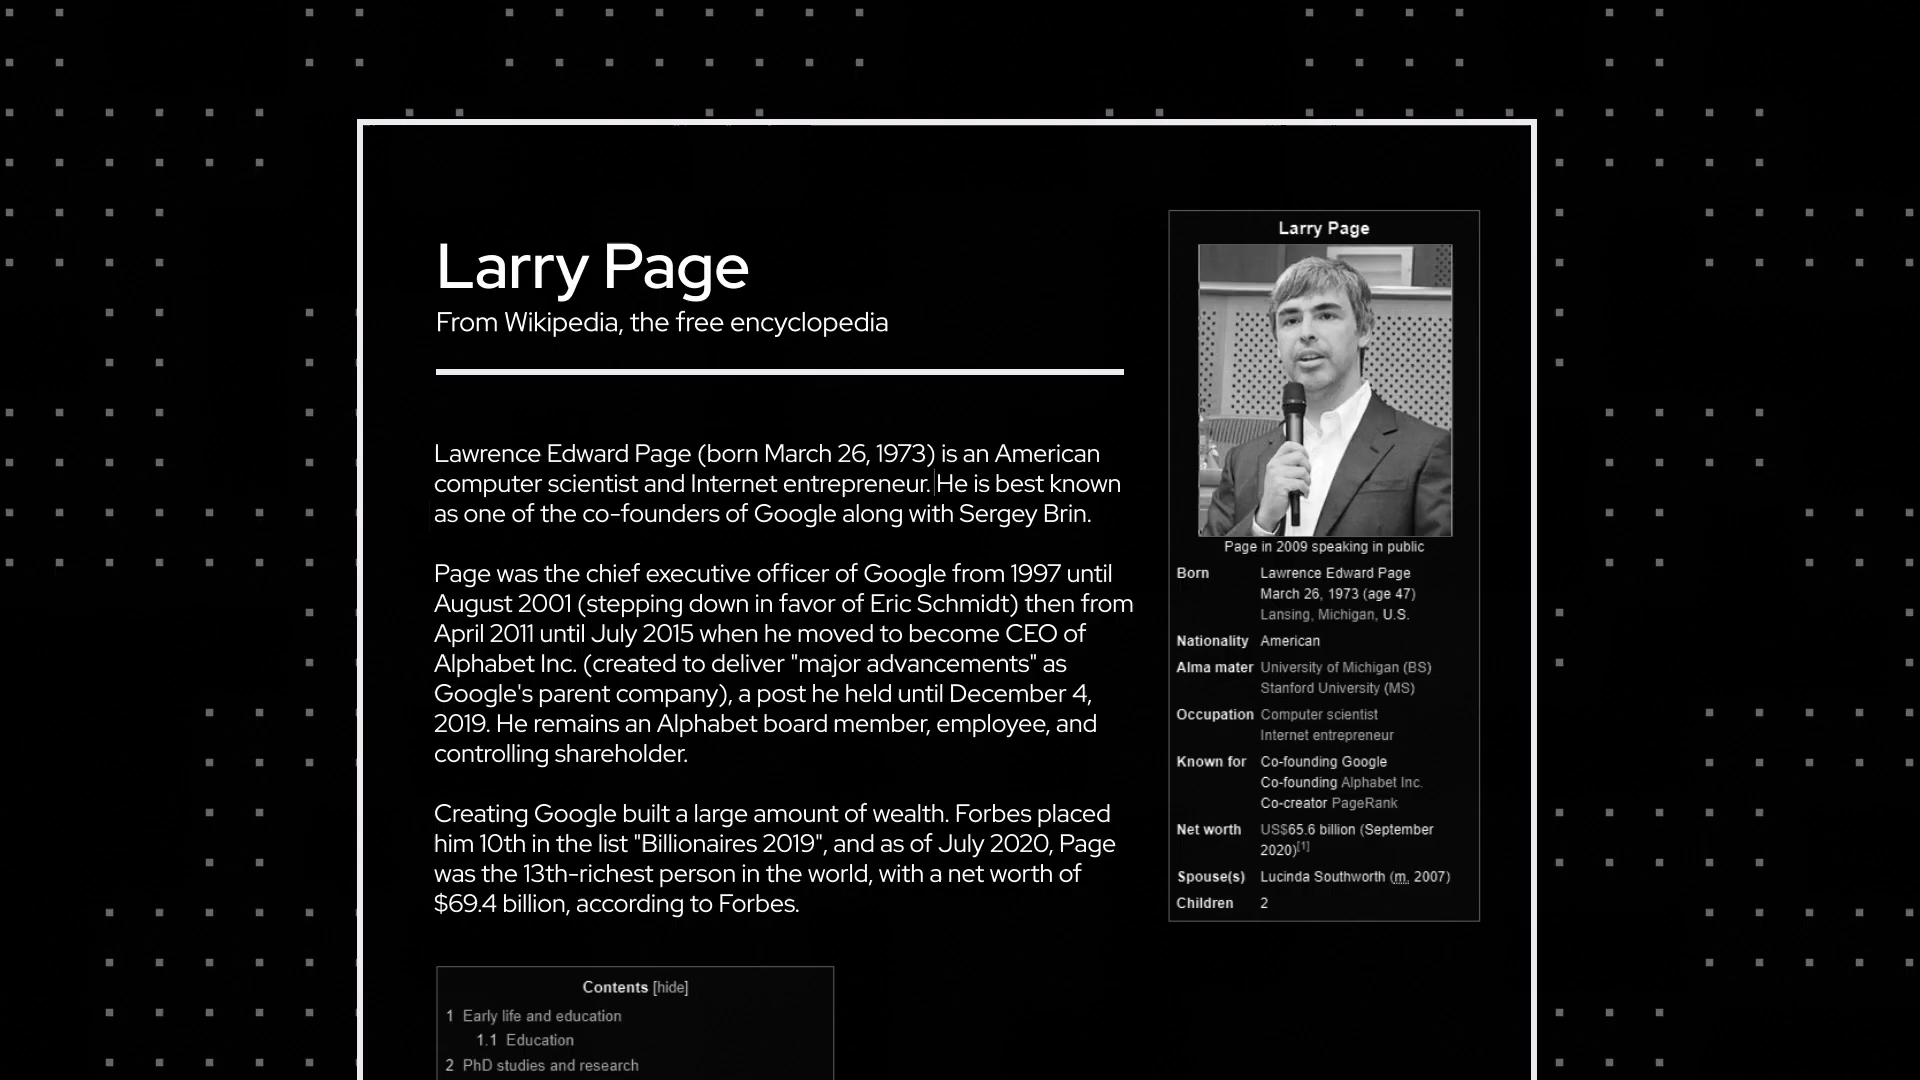 Larry Page
From Wikipedia, the free encyclopedia
Lawrence Edward Page (born March 26, 1973) is an American
computer scientist and Internet entrepreneur. He is best known
as one of the co-founders of Google along with Sergey Brin.
Page was the chief executive officer of Google from 1997 until
August 2001 (stepping down in favor of Eric Schmidt) then from
April 2011 until July 2015 when he moved to become CEO of
Alphabet Inc. (created to deliver "major advancements" as
Google's parent company), a post he held until December 4,
2019. He remains an Alphabet board member, employee, and
controlling shareholder.
Creating Google built a large amount of wealth. Forbes placed
him 10th in the list "Billionaires 2019", and as of July 2020, Page
was the 13th-richest person in the world, with a net worth of
$69.4 billion, according to Forbes.
Contents [hide]
1 Early life and education
1.1 Education
2 PhD studies and research
Larry Page
Page in 2009 speaking in public
Born Lawrence Edward Page
March 26, 1973 (age 47)
Lansing, Michigan, U.S.
Nationality American
Alma mater University of Michigan (BS)
Stanford University (MS)
Occupation Computer scientist
Internet entrepreneur
Known for Co-founding Google
Co-founding Alphabet Inc.
Co-creator PageRank
Net worth US$65.6 billion (September
2020)[1]
Spouse(s) Lucinda Southworth (m. 2007)
Children 2